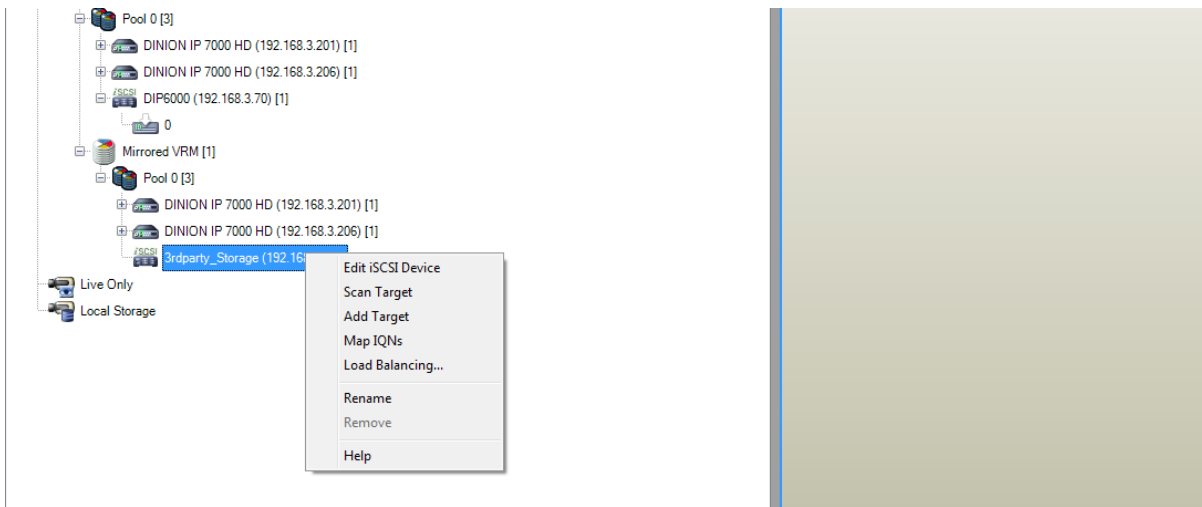 Pool 0 [3]
DINION IP 7000 HD (192.168.3.201) [1]
DINION IP 7000 HD (192.168.3.206) [1]
iSCSI
DIP6000 (192.168.3.70) [1]
0
Mirrored VRM [1]
Pool 0 [3]
DINION IP 7000 HD (192.168.3.201) [1]
DINION IP 7000 HD (192.168.3.206) [1]
iSCSI
3rdparty_Storage (192.16
Edit iSCSI Device
Live Only
Scan Target
Local Storage
Add Target
Map IQNs
Load Balancing...
Rename
Remove
Help